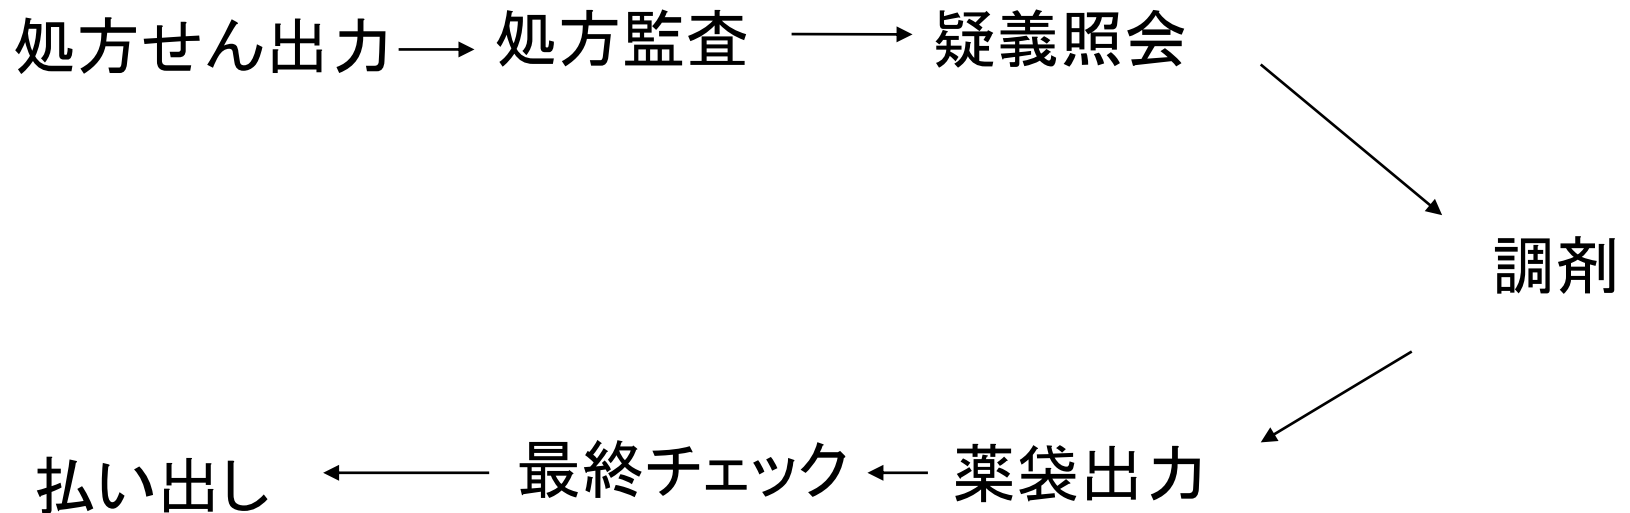 処方せん出力
処方監査
疑義照会
調剤
薬袋出力
最終チェック
払い出し